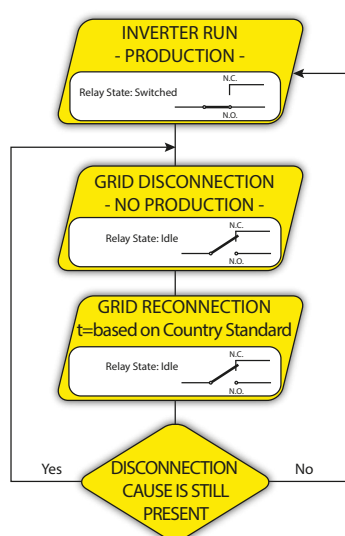 INVERTER RUN
- PRODUCTION -
N.C.
Relay State: Switched
N.O.
GRID DISCONNECTION
- NO PRODUCTION -
N.C.
Relay State: Idle
N.O.
GRID RECONNECTION
t=based on Country Standard
N.C.
Relay State: Idle
N.O.
Yes
DISCONNECTION
CAUSE IS STILL
PRESENT
No